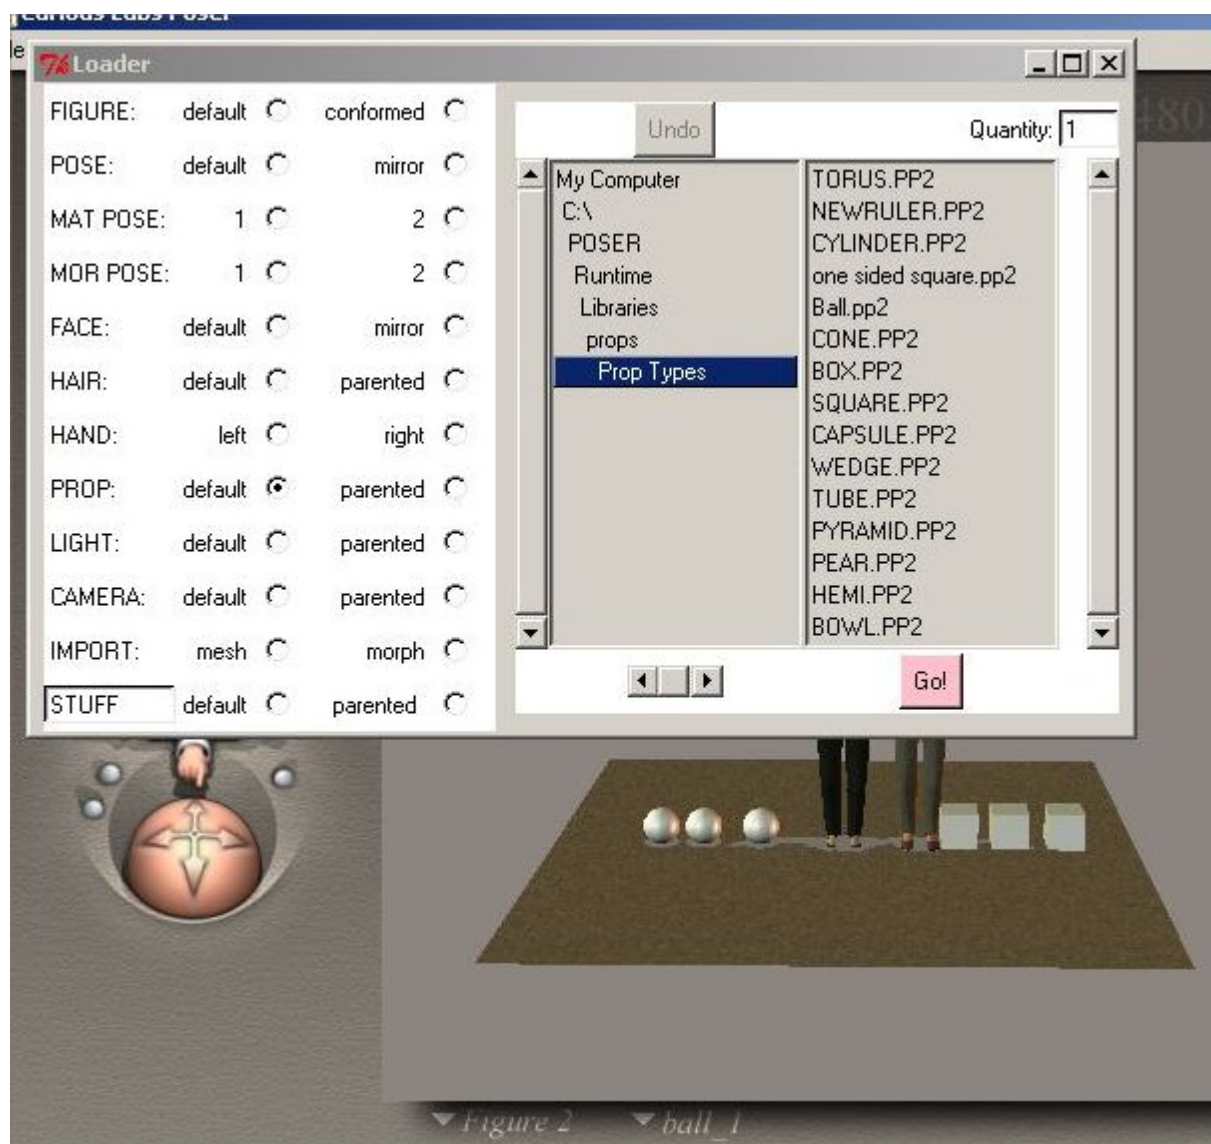 Curious Labs Poser
Loader
480
FIGURE: default conformed
POSE: default mirror
MAT POSE: 1 2
MOR POSE: 1 2
FACE: default mirror
HAIR: default parented
HAND: left right
PROP: default parented
LIGHT: default parented
CAMERA: default parented
IMPORT: mesh morph
STUFF default parented
Undo
Quantity: 1
My Computer
C:\
POSER
Runtime
Libraries
props
Prop Types
TORUS.PP2
NEWRULER.PP2
CYLINDER.PP2
one sided square.pp2
Ball.pp2
CONE.PP2
BOX.PP2
SQUARE.PP2
CAPSULE.PP2
WEDGE.PP2
TUBE.PP2
PYRAMID.PP2
PEAR.PP2
HEMI.PP2
BOWL.PP2
Go!
Figure 2 ball_1